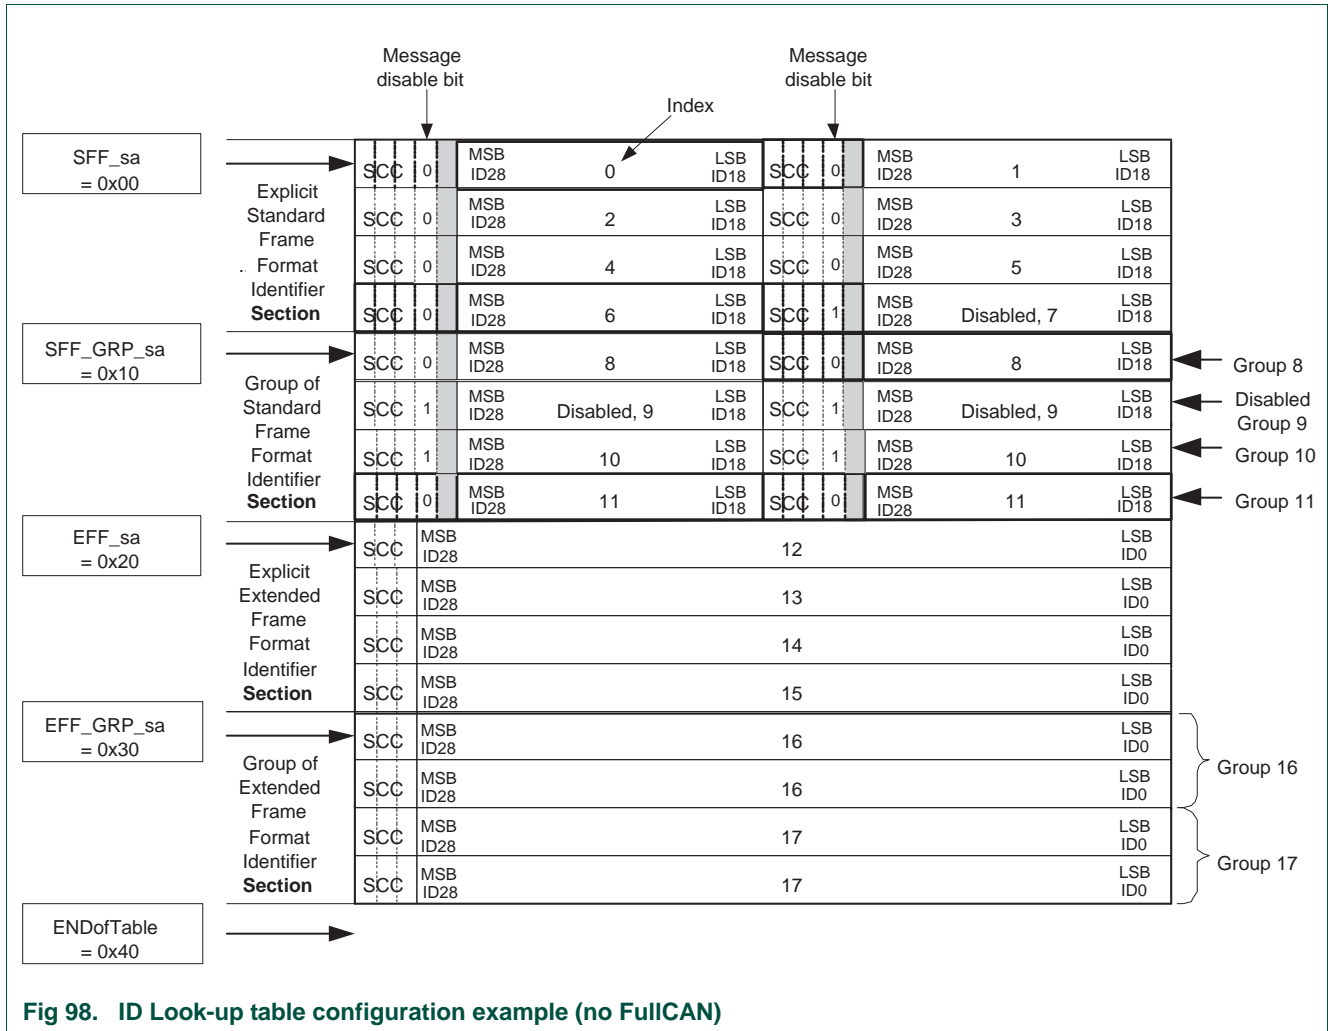 Message
disable bit
Message
disable bit
Index
SFF_sa
= 0x00
Explicit
Standard
Frame
.. Format
Identifier
Section
SCC 0 MSB ID28 0 LSB ID18 SCC 0 MSB ID28 1 LSB ID18
SCC 0 MSB ID28 2 LSB ID18 SCC 0 MSB ID28 3 LSB ID18
SCC 0 MSB ID28 4 LSB ID18 SCC 0 MSB ID28 5 LSB ID18
SCC 0 MSB ID28 6 LSB ID18 SCC 1 MSB ID28 Disabled, 7 LSB ID18
SFF_GRP_sa
= 0x10
Group of
Standard
Frame
Format
Identifier
Section
SCC 0 MSB ID28 8 LSB ID18 SCC 0 MSB ID28 8 LSB ID18
Group 8
SCC 1 MSB ID28 Disabled, 9 LSB ID18 SCC 1 MSB ID28 Disabled, 9 LSB ID18
Disabled
Group 9
SCC 1 MSB ID28 10 LSB ID18 SCC 1 MSB ID28 10 LSB ID18
Group 10
SCC 0 MSB ID28 11 LSB ID18 SCC 0 MSB ID28 11 LSB ID18
Group 11
EFF_sa
= 0x20
Explicit
Extended
Frame
Format
Identifier
Section
SCC MSB ID28 12 LSB ID0
SCC MSB ID28 13 LSB ID0
SCC MSB ID28 14 LSB ID0
SCC MSB ID28 15 LSB ID0
EFF_GRP_sa
= 0x30
Group of
Extended
Frame
Format
Identifier
Section
SCC MSB ID28 16 LSB ID0
SCC MSB ID28 16 LSB ID0
Group 16
SCC MSB ID28 17 LSB ID0
SCC MSB ID28 17 LSB ID0
Group 17
ENDofTable
= 0x40
Fig 98. ID Look-up table configuration example (no FullCAN)